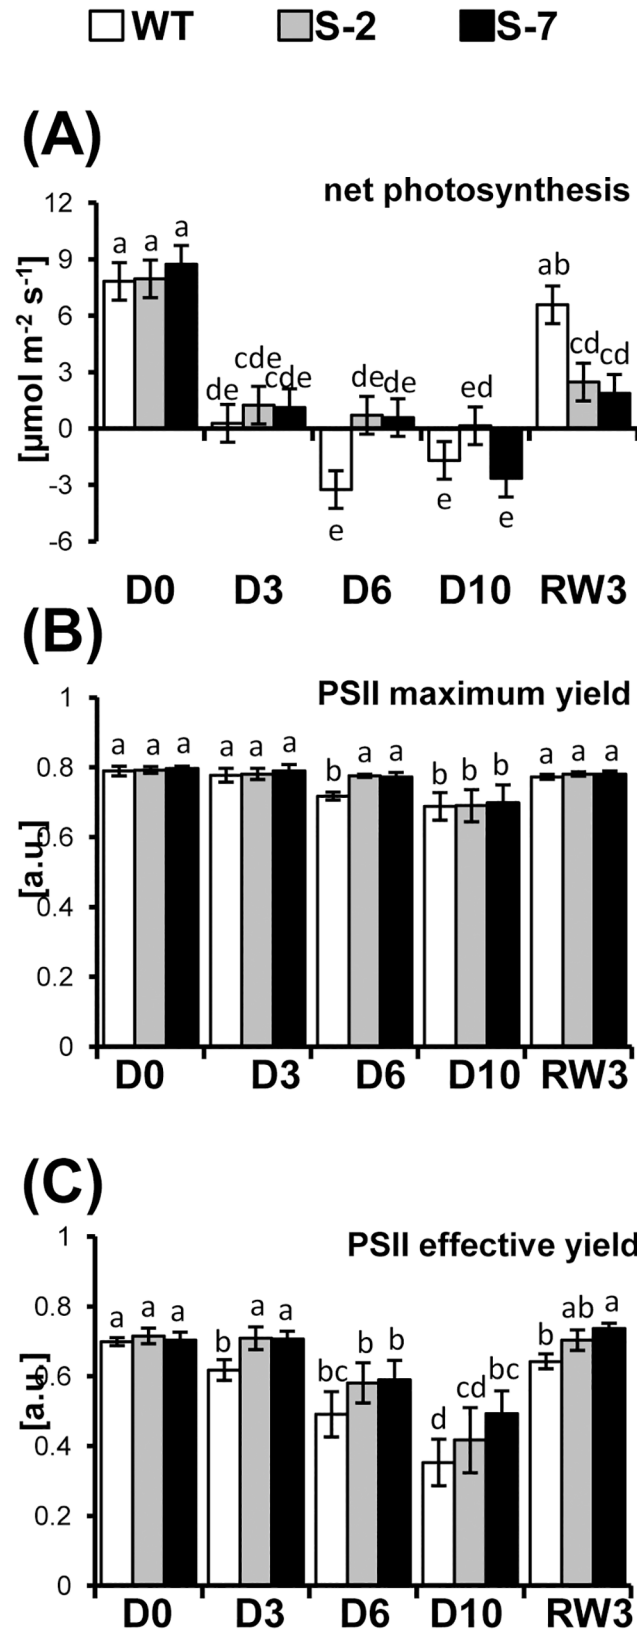 WT S-2 S-7
(A)
net photosynthesis
[µmol m-2 s-1]
12
9
6
3
0
-3
-6
a a a
de cde cde
e de de
e ed e
ab cd cd
D0 D3 D6 D10 RW3
(B)
PSII maximum yield
[a.u.]
1
0.8
0.6
0.4
0.2
0
a a a
a a a
b a a
b b b
a a a
D0 D3 D6 D10 RW3
(C)
PSII effective yield
[a.u.]
1
0.8
0.6
0.4
0.2
0
a a a
b a a
bc b b
d cd bc
b ab a
D0 D3 D6 D10 RW3